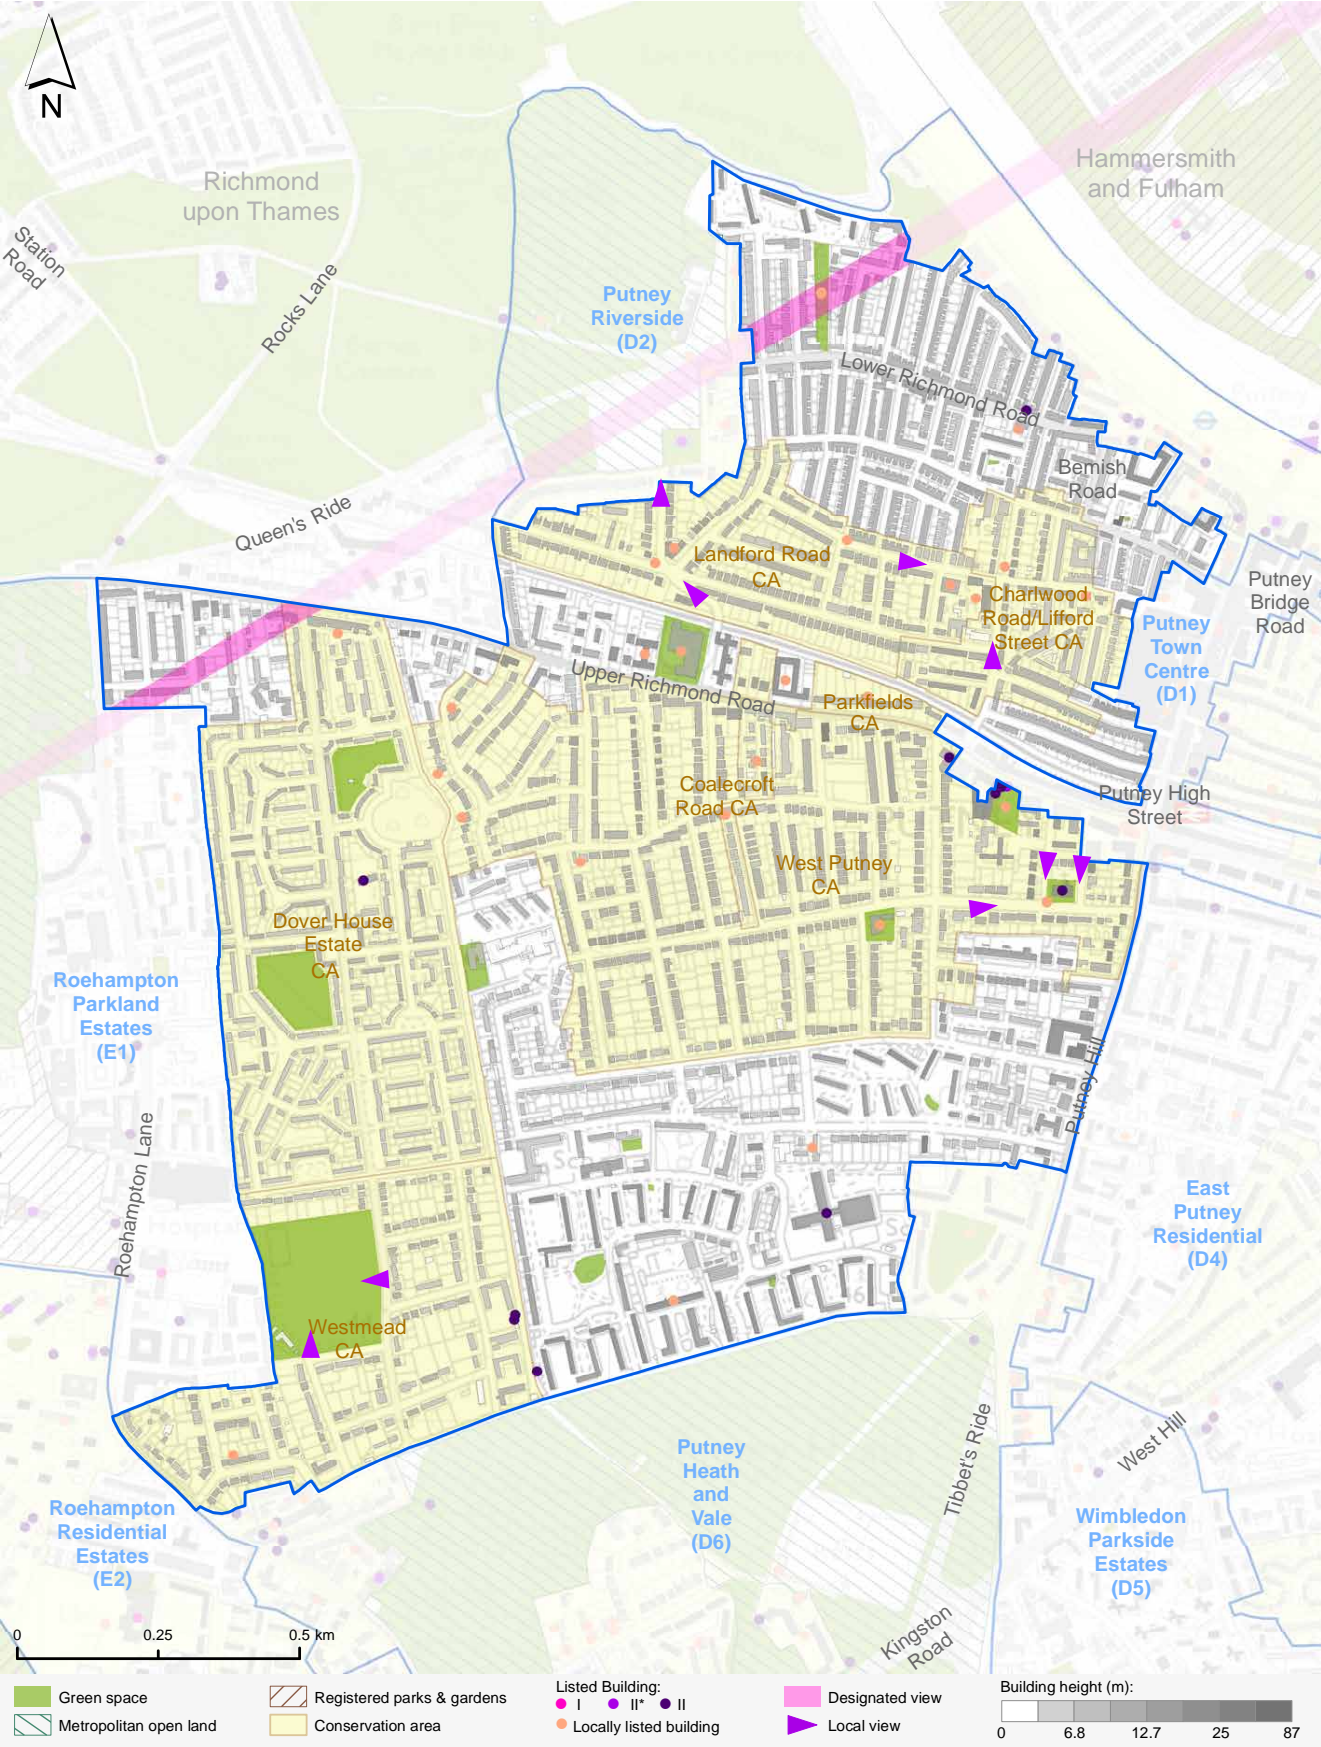 N
Richmond
upon Thames
Hammersmith
and Fulham
Station
Road
Rocks Lane
Putney
Riverside
(D2)
Lower Richmond Road
Bemish
Road
Queen's Ride
Landford Road
CA
Charlwood
Road/Lifford
Street CA
Putney
Bridge
Road
Putney
Town
Centre
(D1)
Upper Richmond Road
Parkfields
CA
Coalecroft
Road CA
Putney High
Street
West Putney
CA
Dover House
Estate
CA
Roehampton
Parkland
Estates
(E1)
Putney Hill
Roehampton Lane
East
Putney
Residential
(D4)
Westmead
CA
Putney
Heath
and
Vale
(D6)
Tibbet's Ride
West Hill
Roehampton
Residential
Estates
(E2)
Wimbledon
Parkside
Estates
(D5)
Kingston
Road
0 0.25 0.5 km
Green space
Metropolitan open land
Registered parks & gardens
Conservation area
Listed Building:
I II* II
Locally listed building
Designated view
Local view
Building height (m):
0 6.8 12.7 25 87